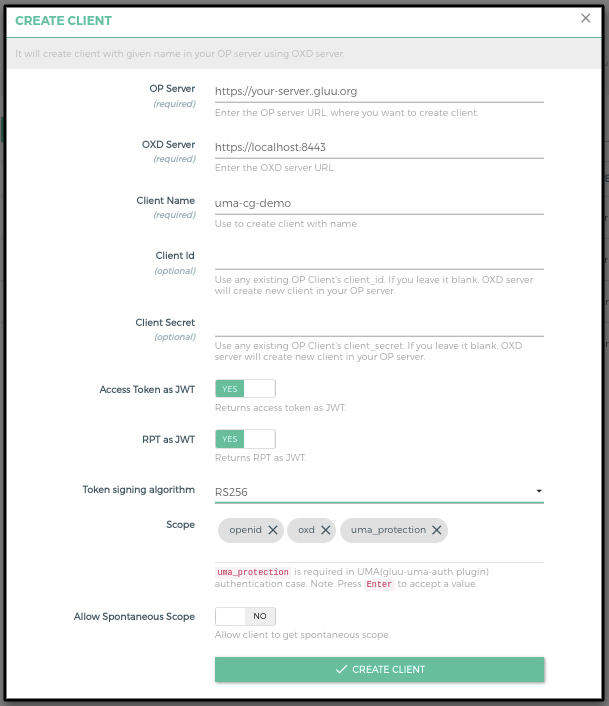 CREATE CLIENT
It will create client with given name in your OP server using OXD server.
OP Server
(required)
https://your-server..gluu.org
Enter the OP server URL, where you want to create client.
OXD Server
(required)
https://localhost:8443
Enter the OXD server URL
Client Name
(required)
uma-cg-demo
Use to create client with name
Client Id
(optional)
Use any existing OP Client's client_id. If you leave it blank, OXD server
will create new client in your OP server.
Client Secret
(optional)
Use any existing OP Client's client_secret. If you leave it blank, OXD
server will create new client in your OP server.
Access Token as JWT
YES
Returns access token as JWT.
RPT as JWT
YES
Returns RPT as JWT.
Token signing algorithm
RS256
Scope
openid
oxd
uma_protection
uma_protection is required in UMA(gluu-uma-auth plugin)
authentication case. Note: Press Enter to accept a value.
Allow Spontaneous Scope
NO
Allow client to get spontaneous scope.
CREATE CLIENT